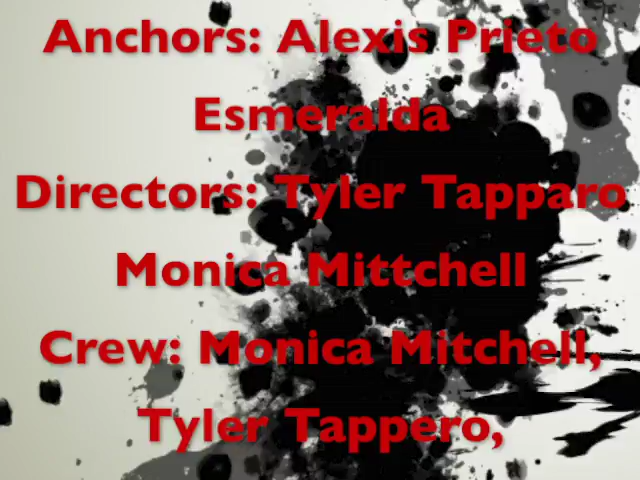 Anchors: Alexis Prieto
Esmeralda
Directors: Tyler Tapparo
Monica Mittchell
Crew: Monica Mitchell,
Tyler Tappero,